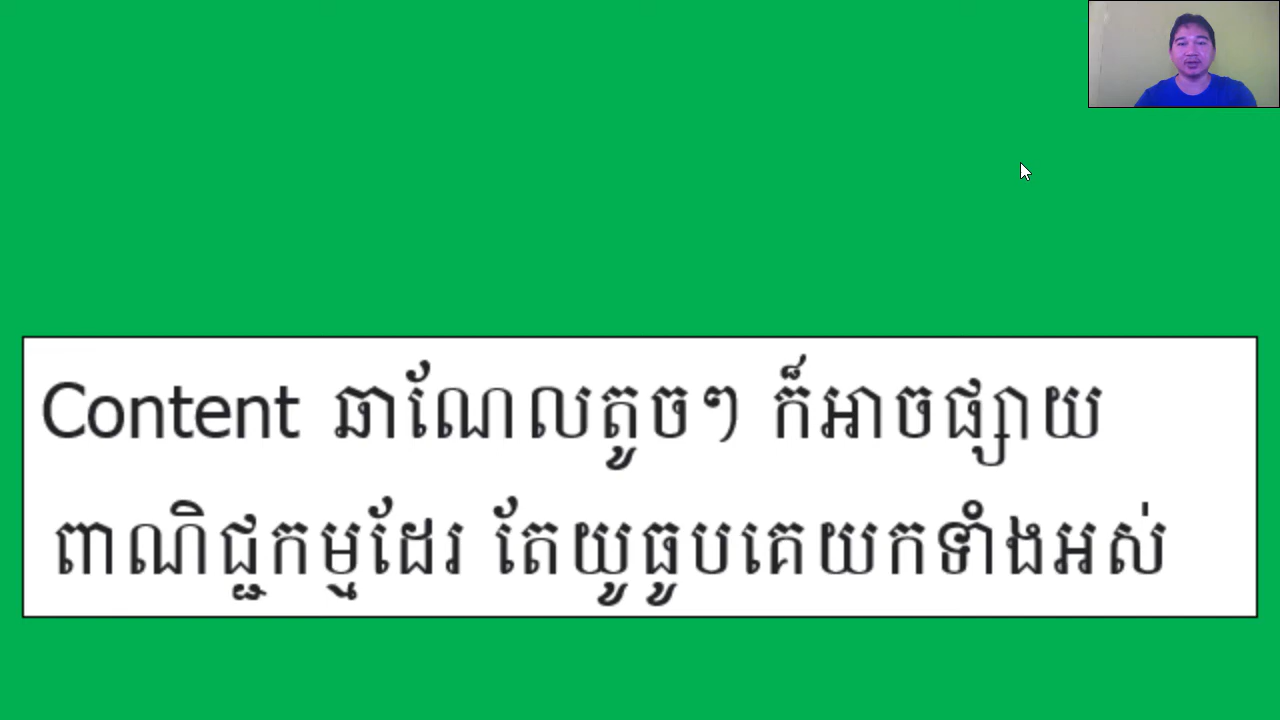 Content ឆាណែលតូចៗ ក៏អាចផ្សាយ
ពាណិជ្ជកម្មដែរ តែយូធូបគេយកទាំងអស់